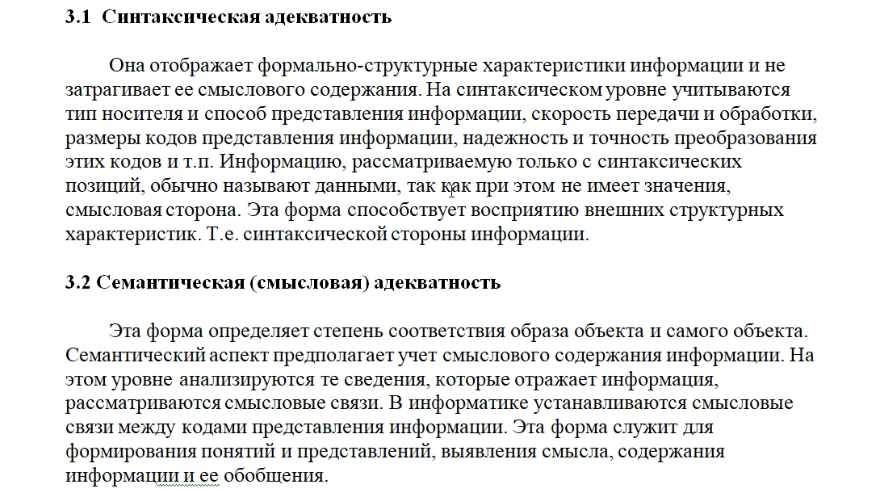 3.1 Синтаксическая адекватность
Она отображает формально-структурные характеристики информации и не
затрагивает ее смыслового содержания. На синтаксическом уровне учитываются
тип носителя и способ представления информации, скорость передачи и обработки,
размеры кодов представления информации, надежность и точность преобразования
этих кодов и т.п. Информацию, рассматриваемую только с синтаксических
позиций, обычно называют данными, так как при этом не имеет значения,
смысловая сторона. Эта форма способствует восприятию внешних структурных
характеристик. Т.е. синтаксической стороны информации.
3.2 Семантическая (смысловая) адекватность
Эта форма определяет степень соответствия образа объекта и самого объекта.
Семантический аспект предполагает учет смыслового содержания информации. На
этом уровне анализируются те сведения, которые отражает информация,
рассматриваются смысловые связи. В информатике устанавливаются смысловые
связи между кодами представления информации. Эта форма служит для
формирования понятий и представлений, выявления смысла, содержания
информации и ее обобщения.